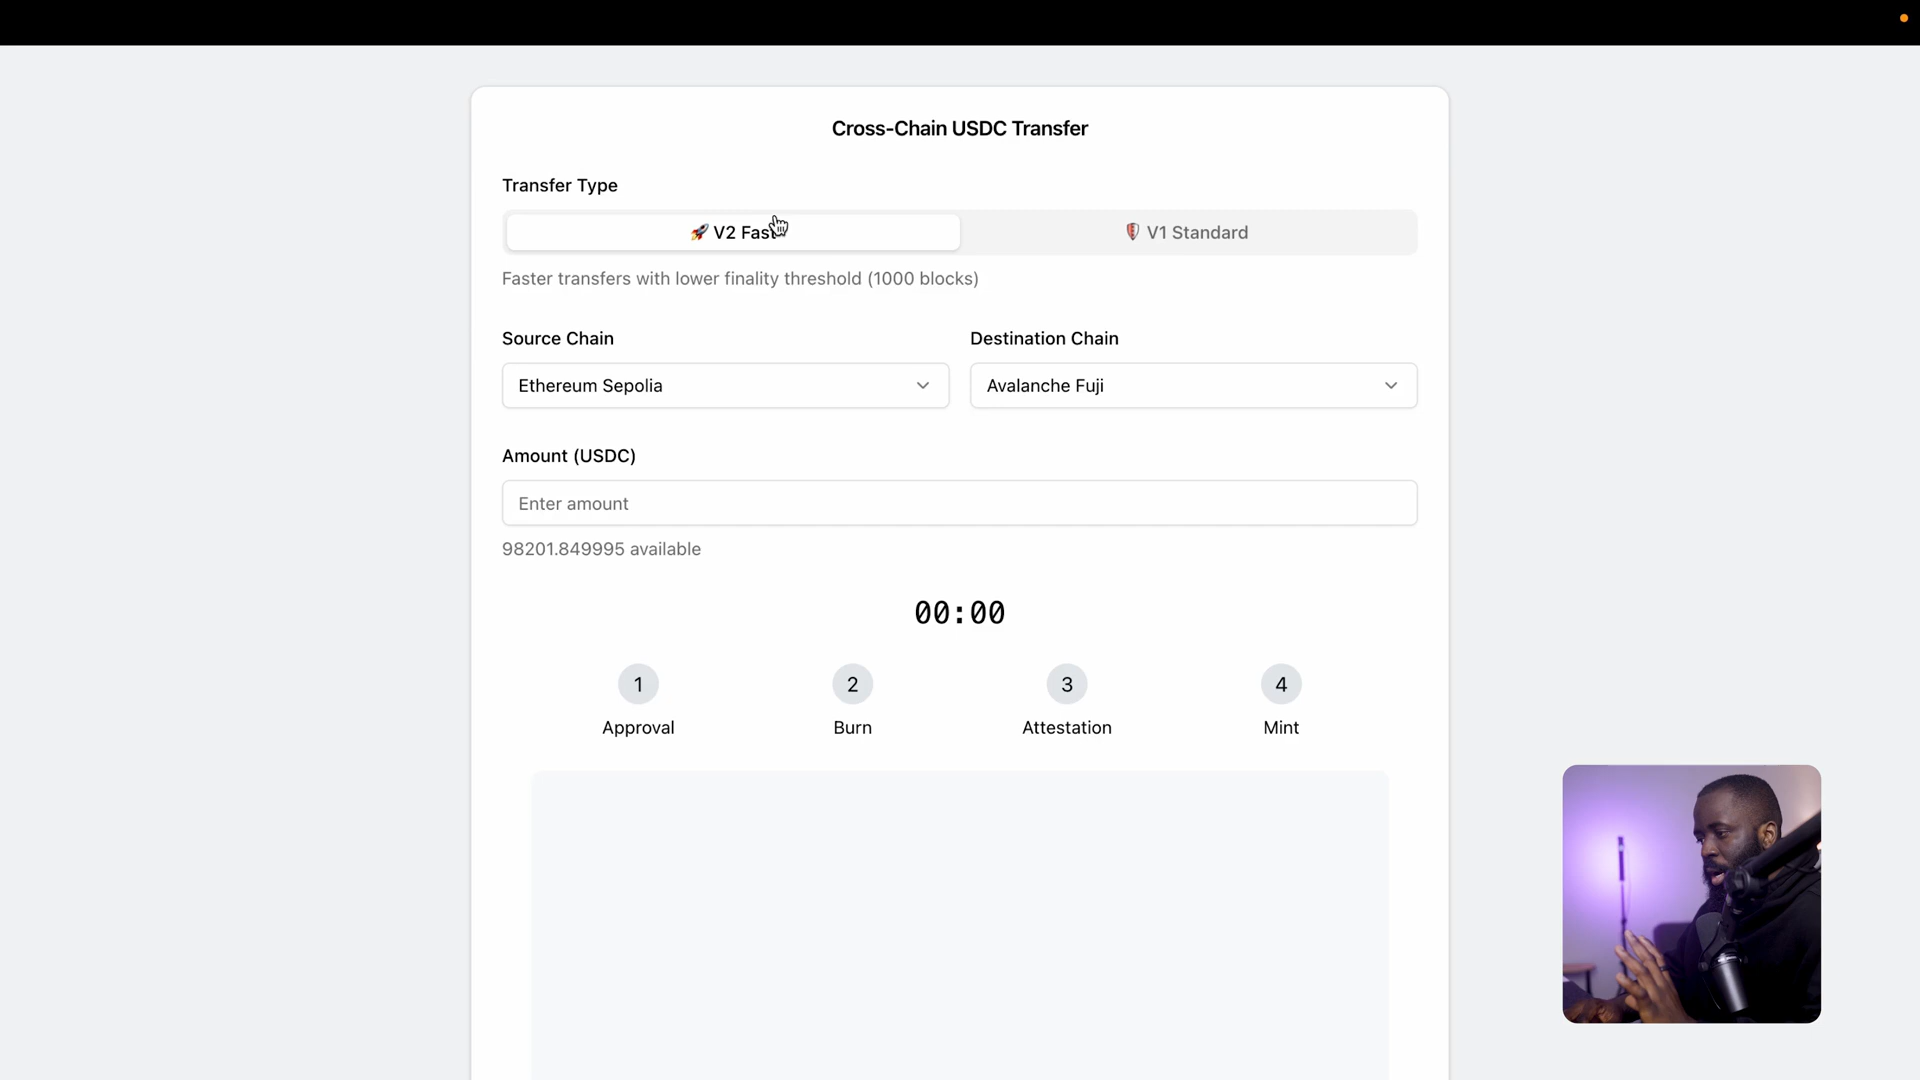 Cross-Chain USDC Transfer
Transfer Type
🚀 V2 Fast
🛡️ V1 Standard
Faster transfers with lower finality threshold (1000 blocks)
Source Chain
Destination Chain
Ethereum Sepolia
Avalanche Fuji
Amount (USDC)
Enter amount
98201.849995 available
00:00
1
2
3
4
Approval
Burn
Attestation
Mint